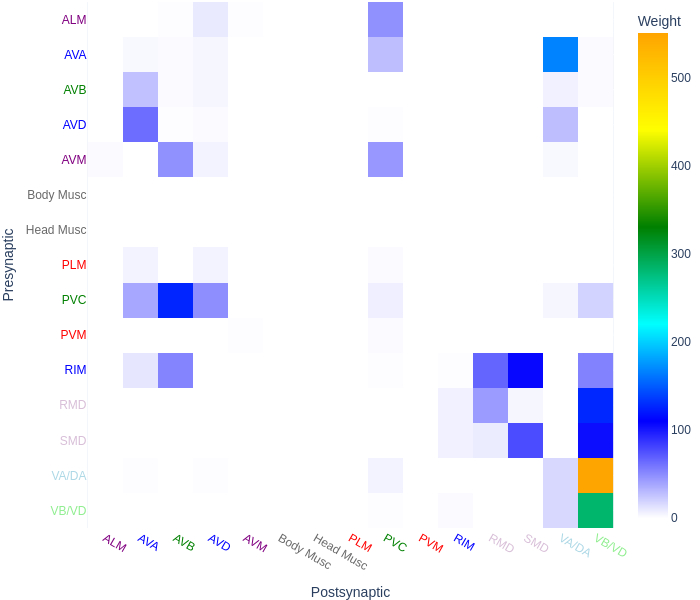 Weight
ALM
AVA
AVB
AVD
AVM
Body Musc
Head Musc
PLM
PVC
PVM
RIM
RMD
SMD
VA/DA
VB/VD
Presynaptic
500
400
300
200
100
0
ALM
AVA
AVB
AVD
AVM
Body Musc
Head Musc
PLM
PVC
PVM
RIM
RMD
SMD
VA/DA
VB/VD
Postsynaptic